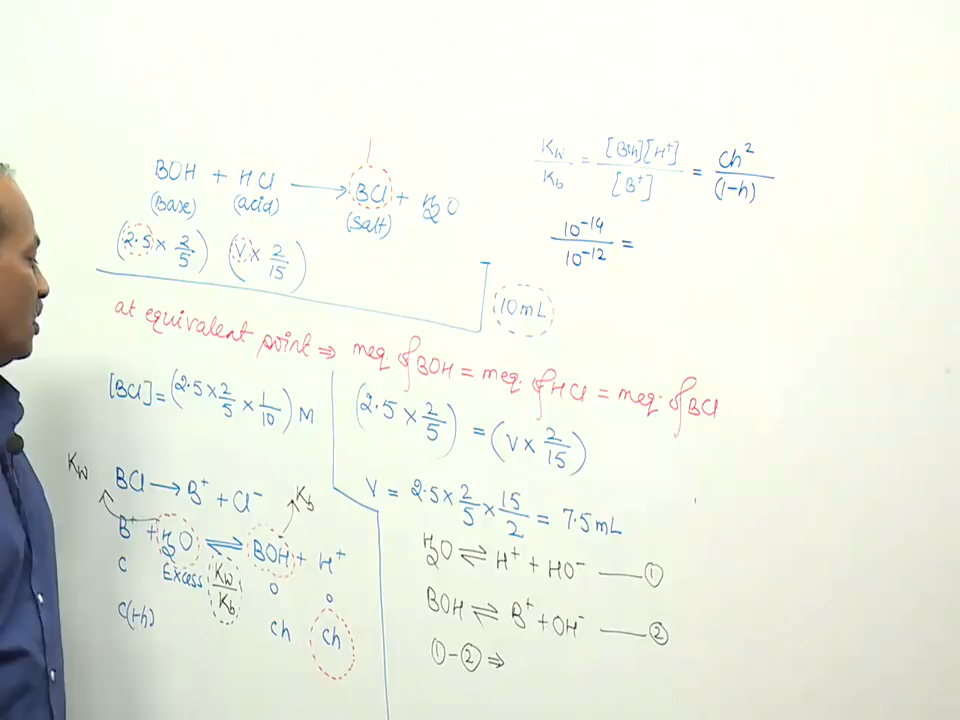 BOH + HCl ⟶ BCl + H₂O
(Base) (acid) (Salt)
(2.5 × 2/5) (V × 2/15)
10 mL
at equivalent point ⇒ meq. of BOH = meq. of HCl = meq. of BCl
[BCl] = (2.5 × 2/5 × 1/10) M
BCl ⟶ B⁺ + Cl⁻
Kw
Kb
B⁺ + H₂O ⇌ BOH + H⁺
C Excess Kw/Kb 0 0
C(1-h) Ch Ch
(2.5 × 2/5) = (V × 2/15)
V = 2.5 × 2/5 × 15/2 = 7.5 mL
H₂O ⇌ H⁺ + HO⁻ —— ①
BOH ⇌ B⁺ + OH⁻ —— ②
① - ② ⇒
Kw/Kb = [BOH][H⁺]/[B⁺] = Ch²/(1-h)
10⁻¹⁴/10⁻¹² =